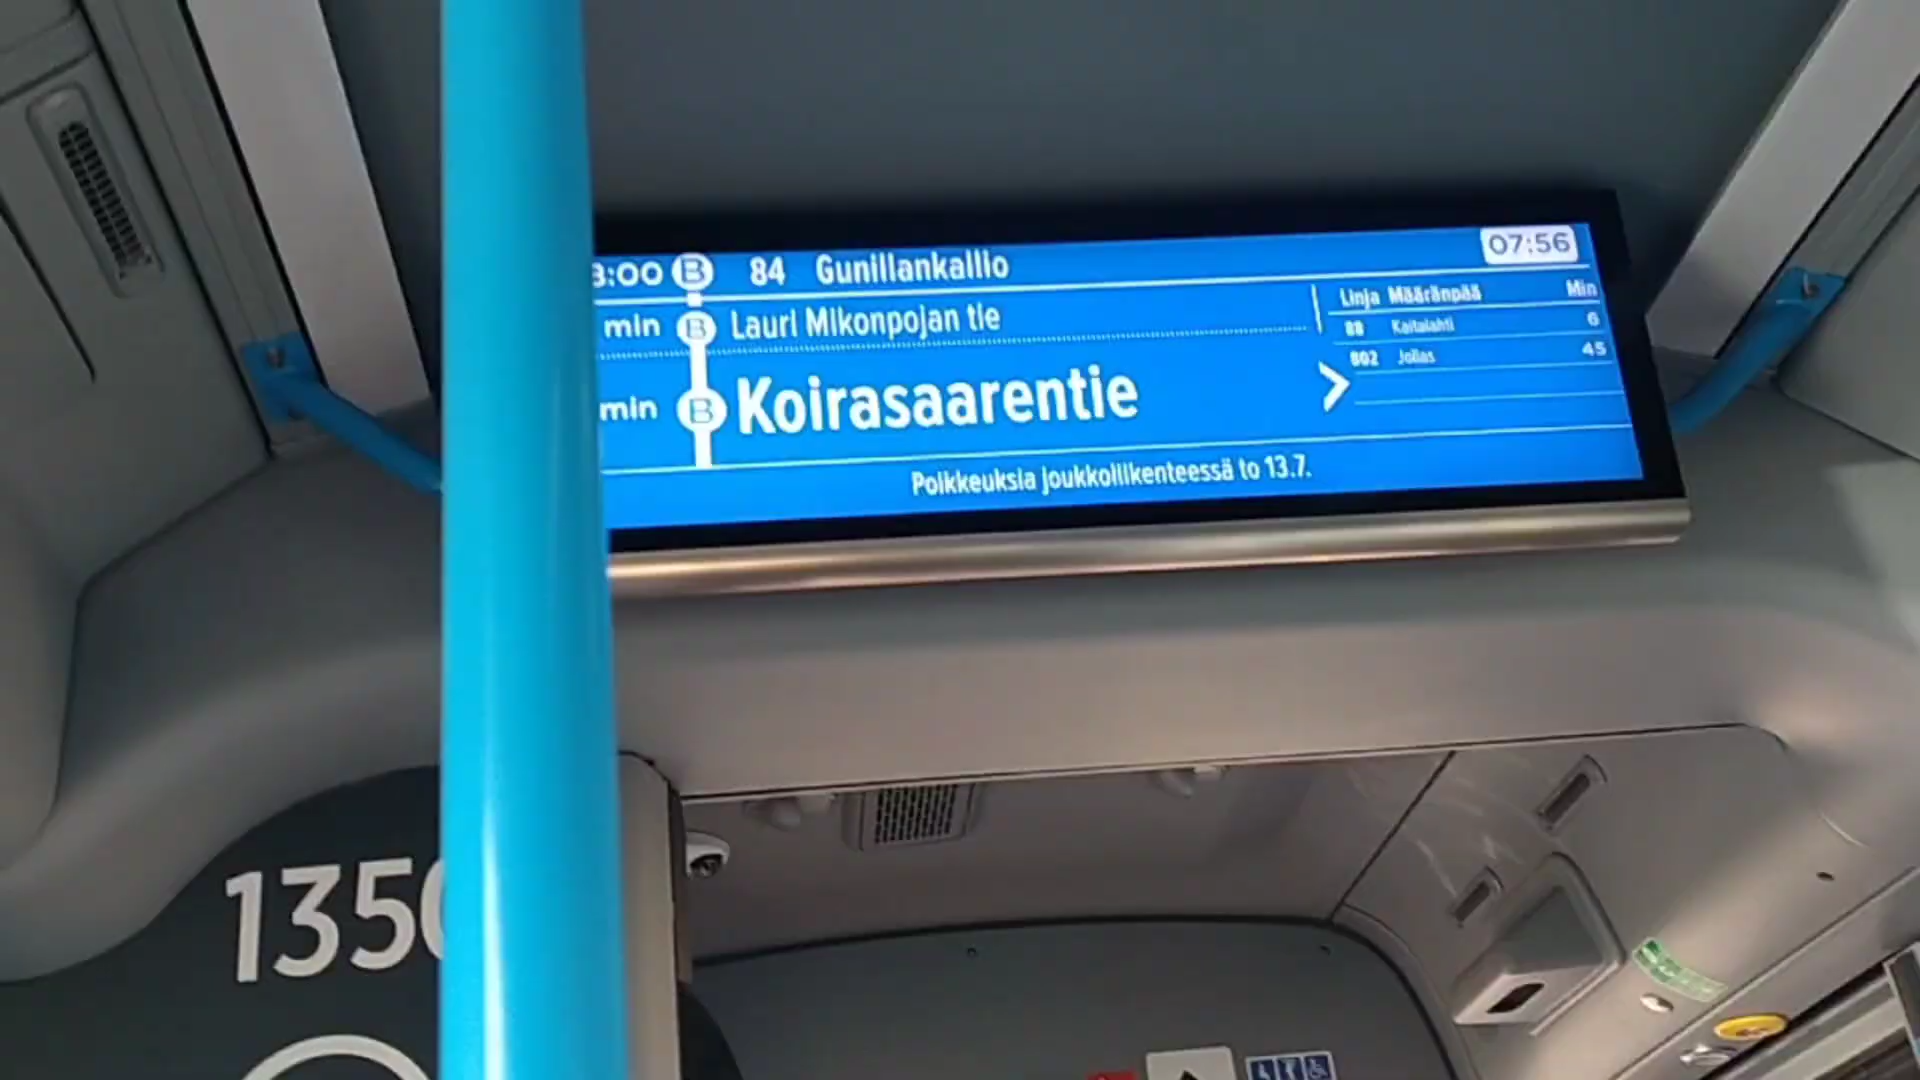 :00 B 84 Gunillankallio
07:56
min B Lauri Mikonpojan tie
min B Koirasaarentie
Linja Määränpää Min
88 Kaitalahti 6
802 Jollas 45
Poikkeuksia joukkoliikenteessä to 13.7.
135